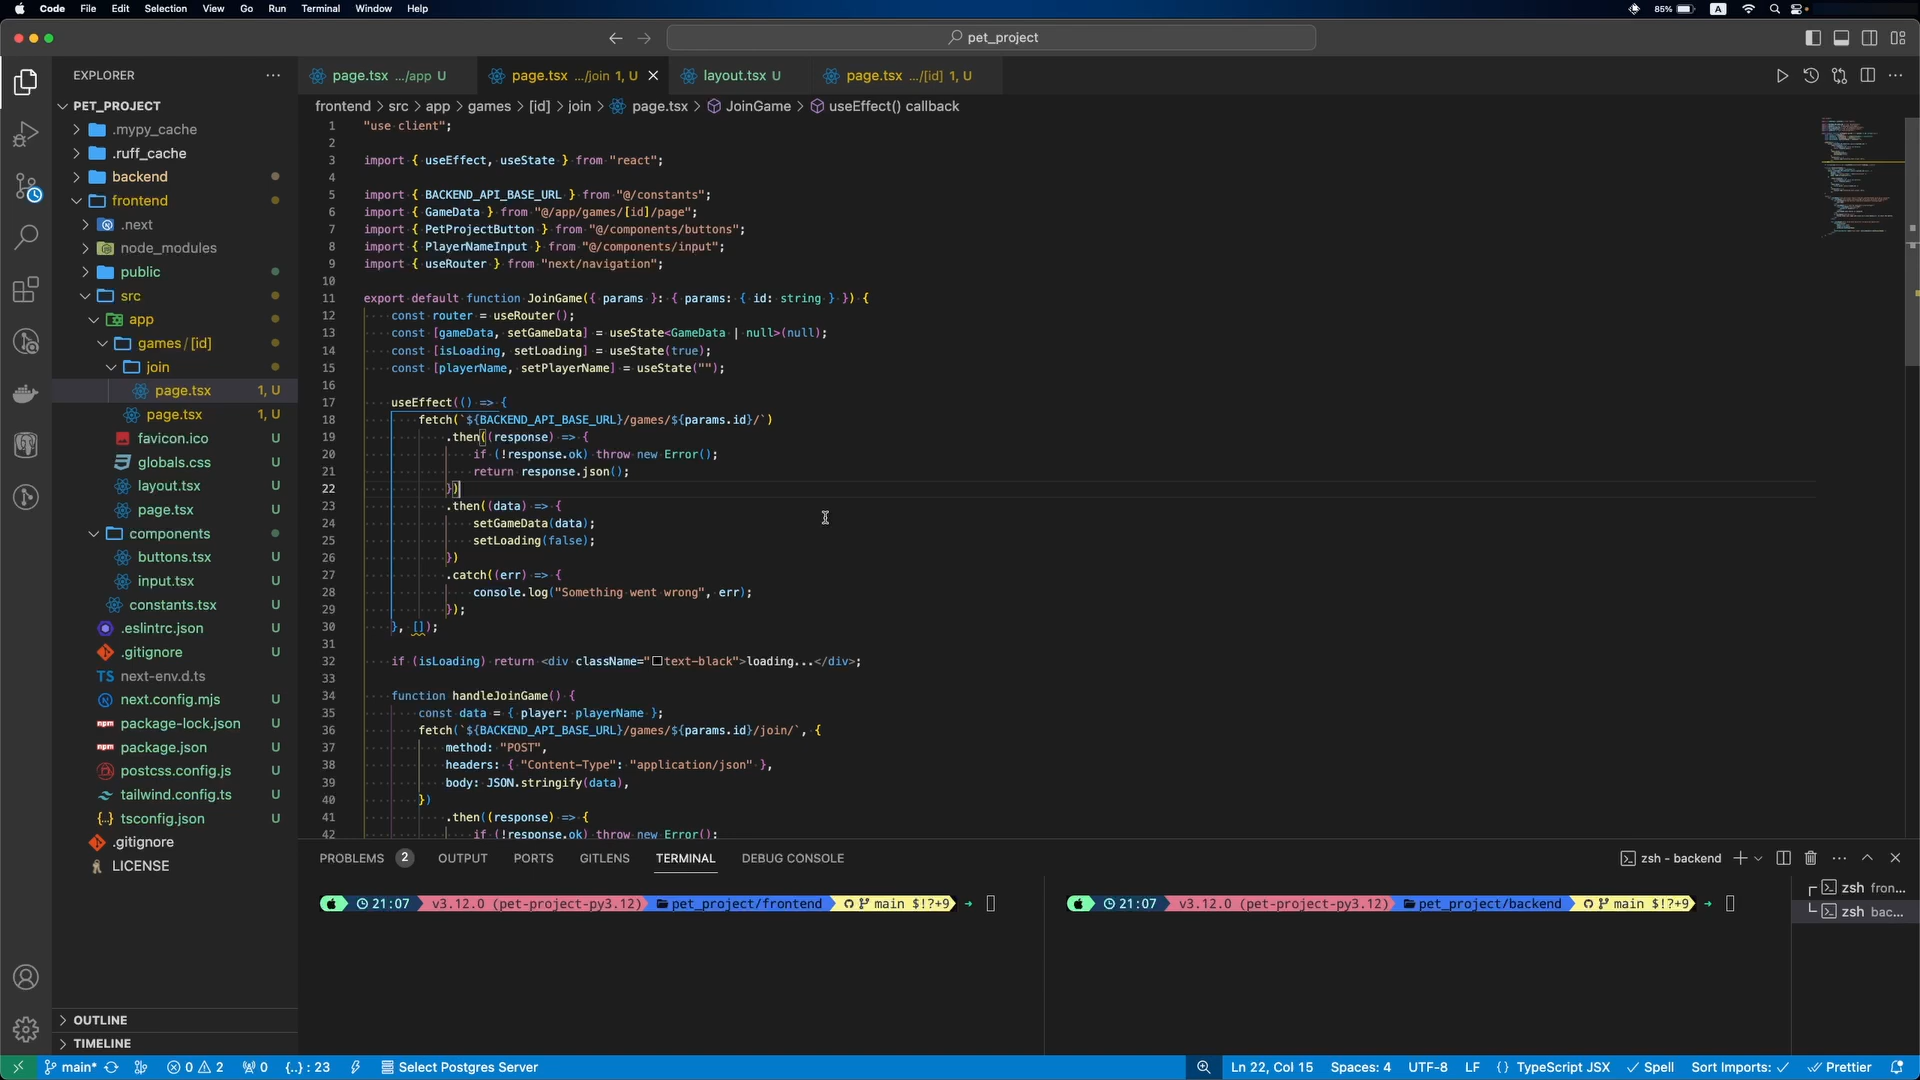 Code File Edit Selection View Go Run Terminal Window Help
85% A
pet_project
EXPLORER
PET_PROJECT
.mypy_cache
.ruff_cache
backend
frontend
.next
node_modules
public
src
app
games / [id]
join
page.tsx 1, U
page.tsx 1, U
favicon.ico U
globals.css U
layout.tsx U
page.tsx U
components
buttons.tsx U
input.tsx U
constants.tsx U
.eslintrc.json U
.gitignore U
next-env.d.ts
next.config.mjs U
package-lock.json U
package.json U
postcss.config.js U
tailwind.config.ts U
tsconfig.json U
.gitignore
LICENSE
OUTLINE
TIMELINE
page.tsx .../app U page.tsx .../join 1, U layout.tsx U page.tsx .../[id] 1, U
frontend > src > app > games > [id] > join > page.tsx > JoinGame > useEffect() callback
1 "use client";
2
3 import { useEffect, useState } from "react";
4
5 import { BACKEND_API_BASE_URL } from "@/constants";
6 import { GameData } from "@/app/games/[id]/page";
7 import { PetProjectButton } from "@/components/buttons";
8 import { PlayerNameInput } from "@/components/input";
9 import { useRouter } from "next/navigation";
10
11 export default function JoinGame({ params }: { params: { id: string } }) {
12 const router = useRouter();
13 const [gameData, setGameData] = useState<GameData | null>(null);
14 const [isLoading, setLoading] = useState(true);
15 const [playerName, setPlayerName] = useState("");
16
17 useEffect(() => {
18 fetch(`${BACKEND_API_BASE_URL}/games/${params.id}/`)
19 .then((response) => {
20 if (!response.ok) throw new Error();
21 return response.json();
22 })
23 .then((data) => {
24 setGameData(data);
25 setLoading(false);
26 })
27 .catch((err) => {
28 console.log("Something went wrong", err);
29 });
30 }, []);
31
32 if (isLoading) return <div className="text-black">loading...</div>;
33
34 function handleJoinGame() {
35 const data = { player: playerName };
36 fetch(`${BACKEND_API_BASE_URL}/games/${params.id}/join/`, {
37 method: "POST",
38 headers: { "Content-Type": "application/json" },
39 body: JSON.stringify(data),
40 })
41 .then((response) => {
42 if (!response.ok) throw new Error();
PROBLEMS 2 OUTPUT PORTS GITLENS TERMINAL DEBUG CONSOLE
zsh - backend
21:07 v3.12.0 (pet-project-py3.12) pet_project/frontend main $!?+9
21:07 v3.12.0 (pet-project-py3.12) pet_project/backend main $!?+9
zsh fron...
zsh bac...
main* 0 2 0 {..} : 23 Select Postgres Server
Ln 22, Col 15 Spaces: 4 UTF-8 LF TypeScript JSX Spell Sort Imports: Prettier